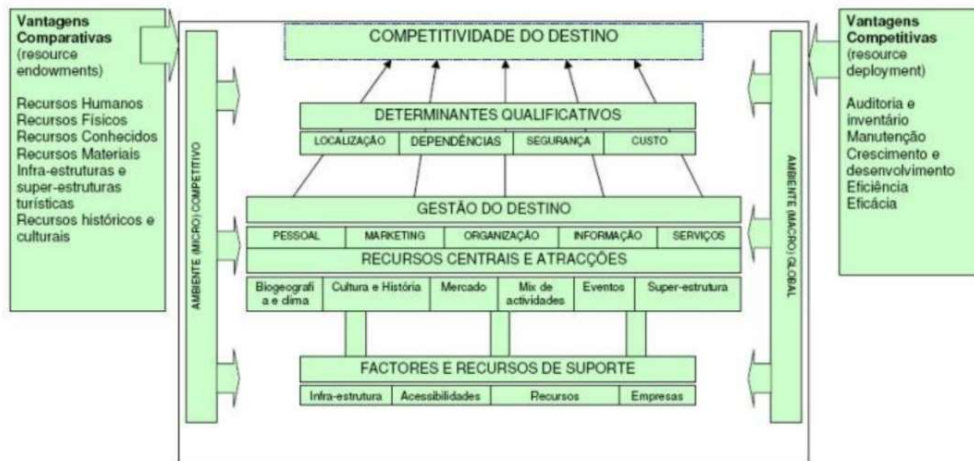 Vantagens
Comparativas
(resource
endowments)
Recursos Humanos
Recursos Físicos
Recursos Conhecidos
Recursos Materiais
Infra-estruturas e
super-estruturas
turísticas
Recursos históricos e
culturais
AMBIENTE (MICRO) COMPETITIVO
COMPETITIVIDADE DO DESTINO
DETERMINANTES QUALIFICATIVOS
LOCALIZAÇÃO DEPENDÊNCIAS SEGURANÇA CUSTO
GESTÃO DO DESTINO
PESSOAL MARKETING ORGANIZAÇÃO INFORMAÇÃO SERVIÇOS
RECURSOS CENTRAIS E ATRACÇÕES
Biogeografi Cultura e História Mercado Mix de Eventos Super-estrutura
a e clima actividades
FACTORES E RECURSOS DE SUPORTE
Infra-estrutura Acessibilidades Recursos Empresas
AMBIENTE (MACRO) GLOBAL
Vantagens
Competitivas
(resource
deployment)
Auditoria e
inventário
Manutenção
Crescimento e
desenvolvimento
Eficiência
Eficácia